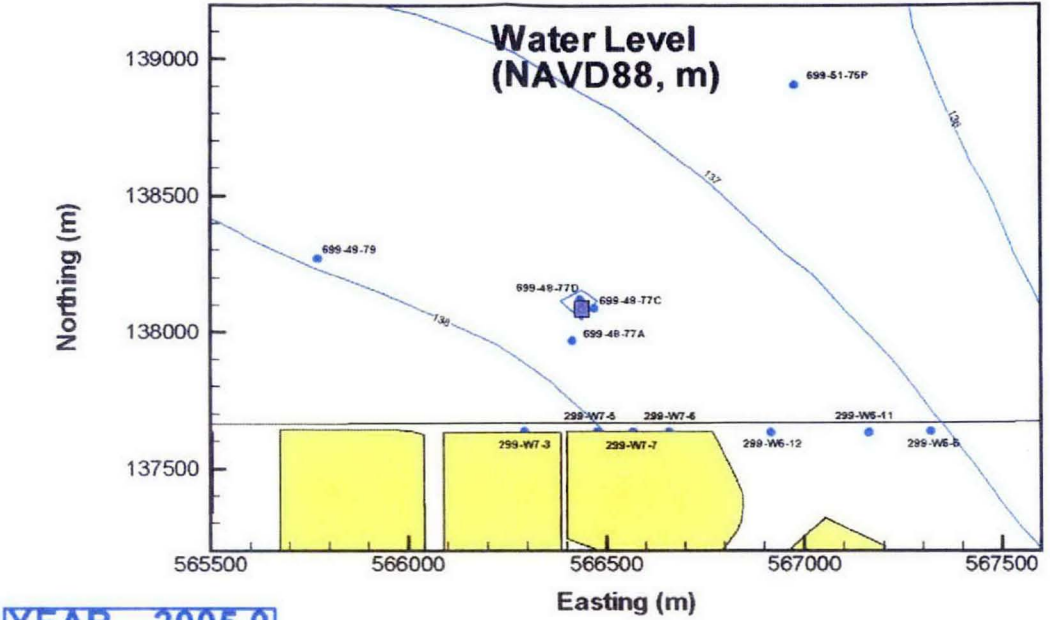 Water Level
(NAVD88, m)
139000
699-51-75P
136
137
138500
Northing (m)
699-49-79
699-48-77D
699-48-77C
138000
138
699-48-77A
299-W7-5
299-W7-6
299-W6-11
299-W7-3
299-W7-7
299-W6-12
299-W6-6
137500
565500
566000
566500
567000
567500
Easting (m)